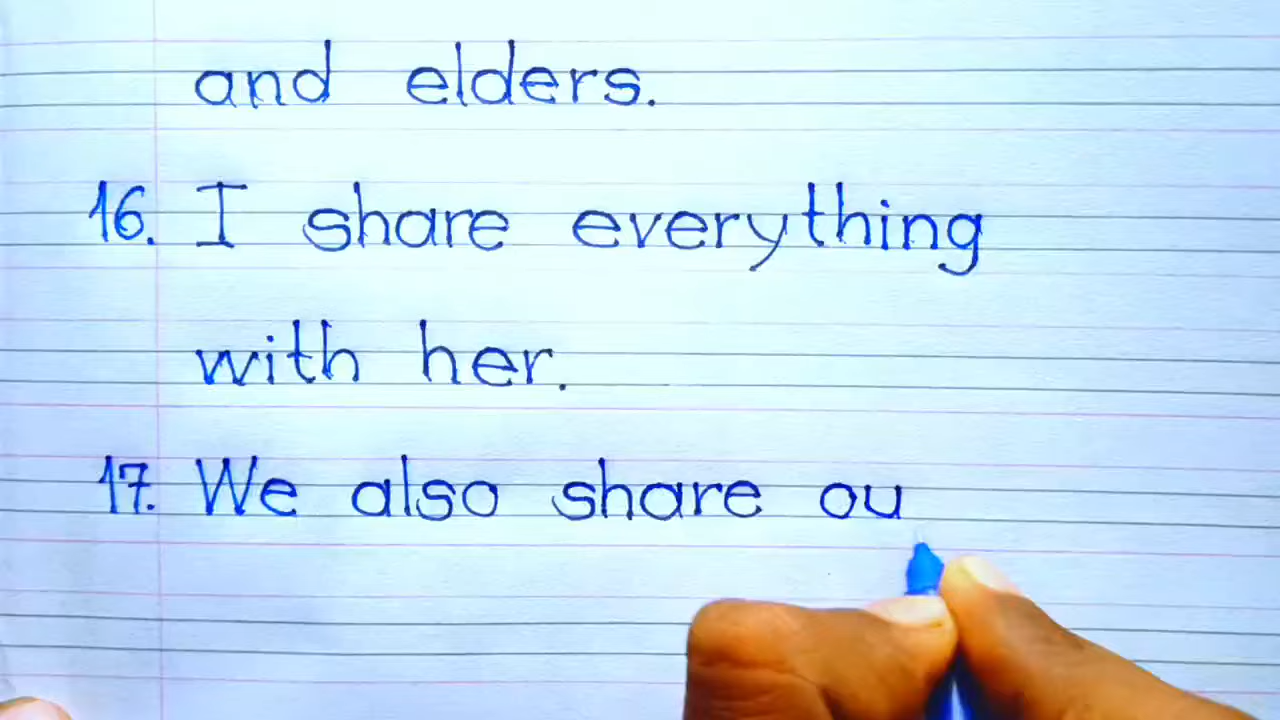 and elders.
16. I share everything
with her.
17. We also share ou